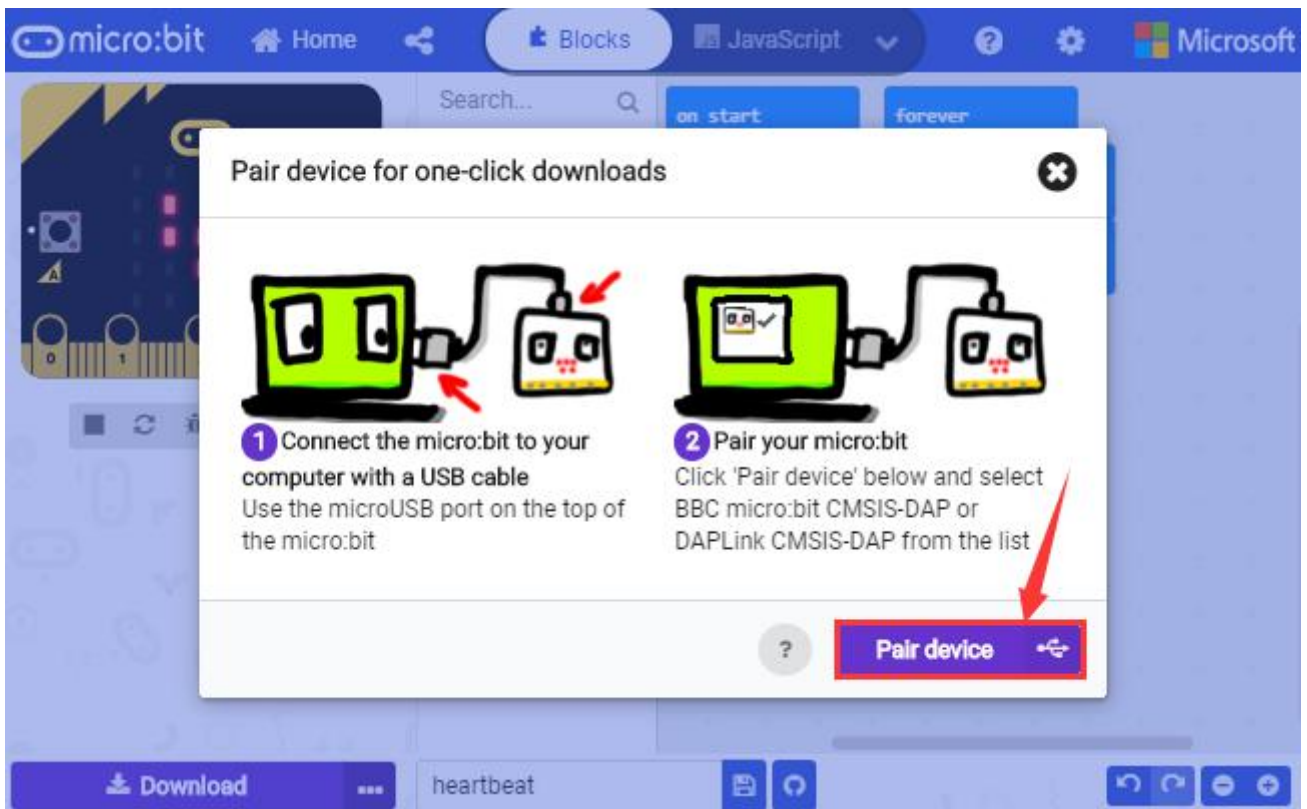 micro:bit Home Blocks JavaScript ? Microsoft
Search...
on start forever
Pair device for one-click downloads
A
0 1
1 Connect the micro:bit to your
computer with a USB cable
Use the microUSB port on the top of
the micro:bit
2 Pair your micro:bit
Click 'Pair device' below and select
BBC micro:bit CMSIS-DAP or
DAPLink CMSIS-DAP from the list
? Pair device
Download ... heartbeat